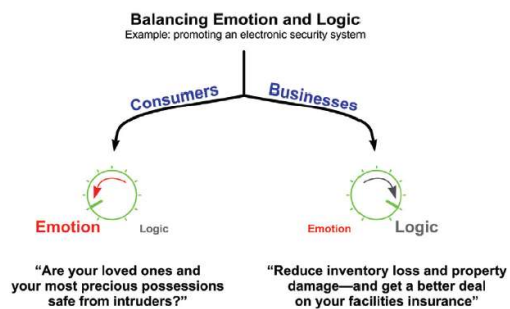 Balancing Emotion and Logic
Example: promoting an electronic security system
Consumers
Businesses
Emotion
Logic
Emotion
Logic
“Are your loved ones and
your most precious possessions
safe from intruders?”
“Reduce inventory loss and property
damage—and get a better deal
on your facilities insurance”